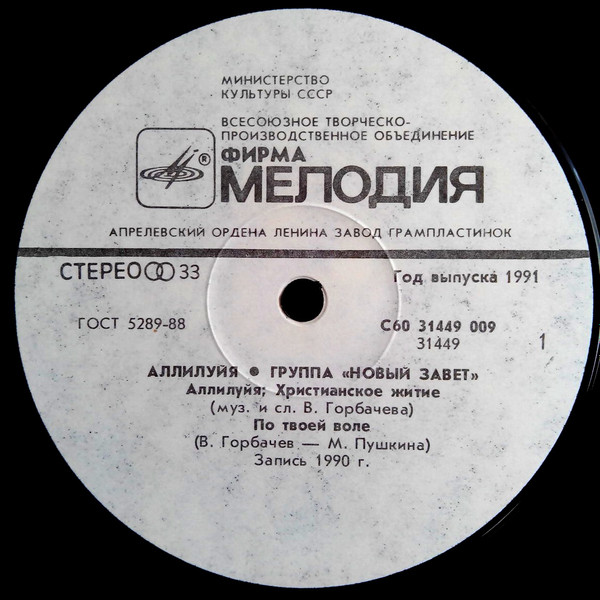 МИНИСТЕРСТВО
КУЛЬТУРЫ СССР
ВСЕСОЮЗНОЕ ТВОРЧЕСКО-
ПРОИЗВОДСТВЕННОЕ ОБЪЕДИНЕНИЕ
ФИРМА
® МЕЛОДИЯ
АПРЕЛЕВСКИЙ ОРДЕНА ЛЕНИНА ЗАВОД ГРАМПЛАСТИНОК
СТЕРЕО 33
Год выпуска 1991
ГОСТ 5289-88
С60 31449 009
31449
1
АЛЛИЛУЙЯ ● ГРУППА «НОВЫЙ ЗАВЕТ»
Аллилуйя; Христианское житие
(муз. и сл. В. Горбачева)
По твоей воле
(В. Горбачев — М. Пушкина)
Запись 1990 г.